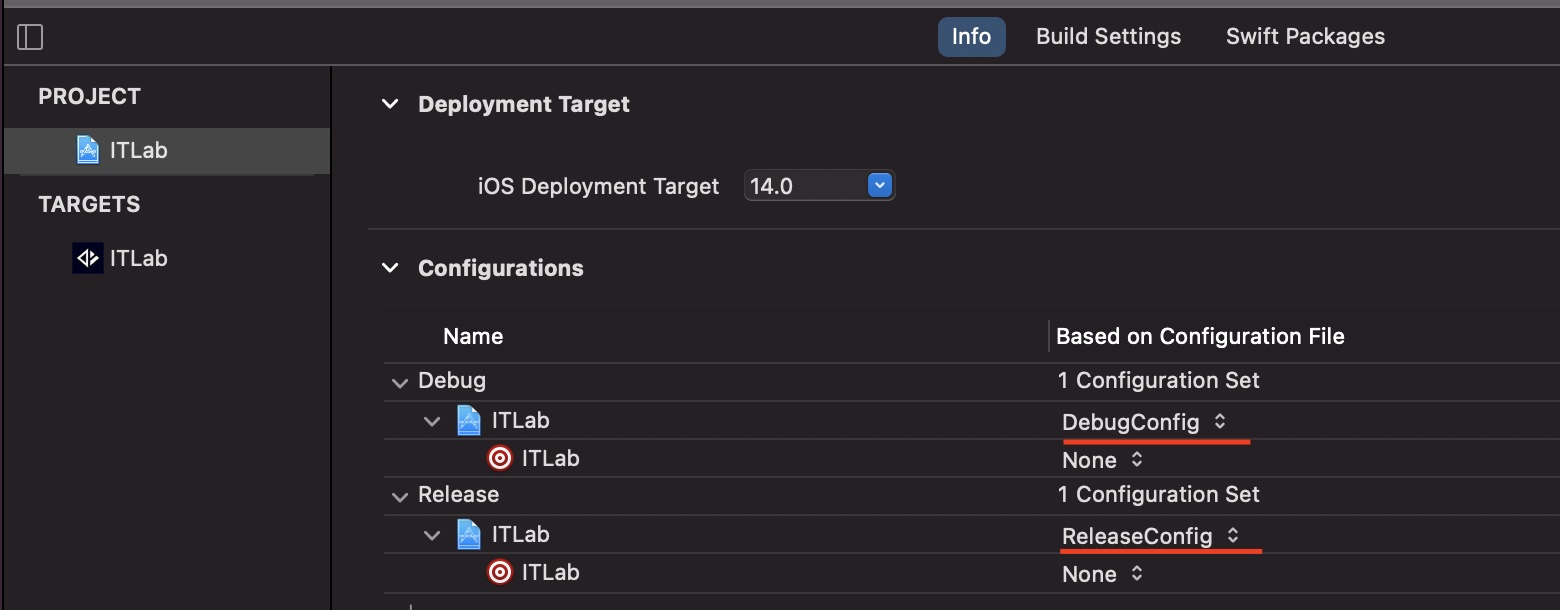 Info Build Settings Swift Packages
PROJECT
ITLab
TARGETS
ITLab
Deployment Target
iOS Deployment Target 14.0
Configurations
Name Based on Configuration File
Debug 1 Configuration Set
ITLab DebugConfig
ITLab None
Release 1 Configuration Set
ITLab ReleaseConfig
ITLab None